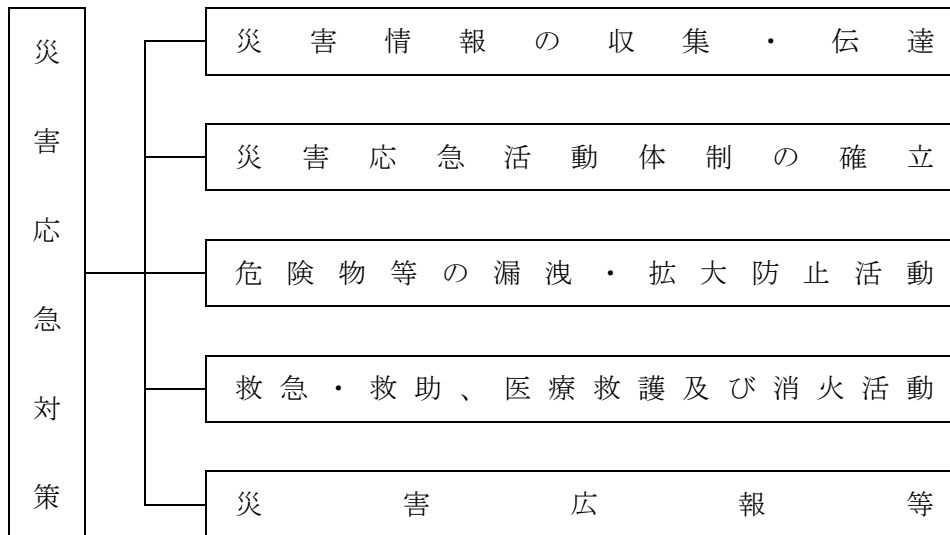 災害応急対策
災害情報の収集・伝達
災害応急活動体制の確立
危険物等の漏洩・拡大防止活動
救急・救助、医療救護及び消火活動
災害広報等